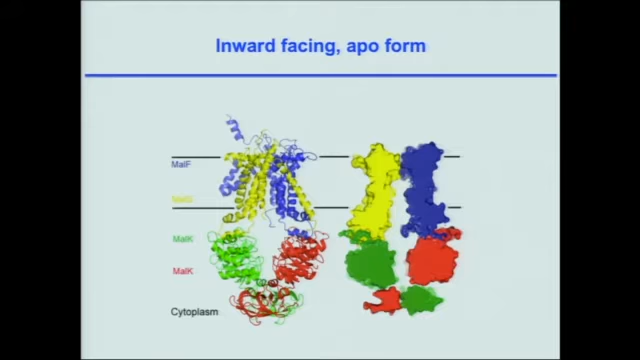 Inward facing, apo form
MalF
MalG
MalK
MalK
Cytoplasm